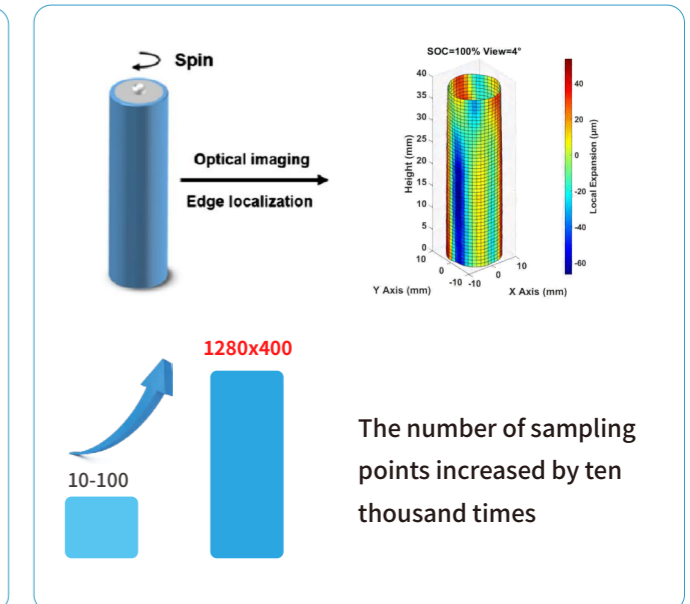 Spin
Optical imaging
Edge localization
SOC=100% View=4°
40
35
30
25
20
15
10
5
0
Height (mm)
10
0
-10
Y Axis (mm)
-10
0
10
X Axis (mm)
40
20
0
-20
-40
-60
Local Expansion (μm)
1280x400
10-100
The number of sampling
points increased by ten
thousand times